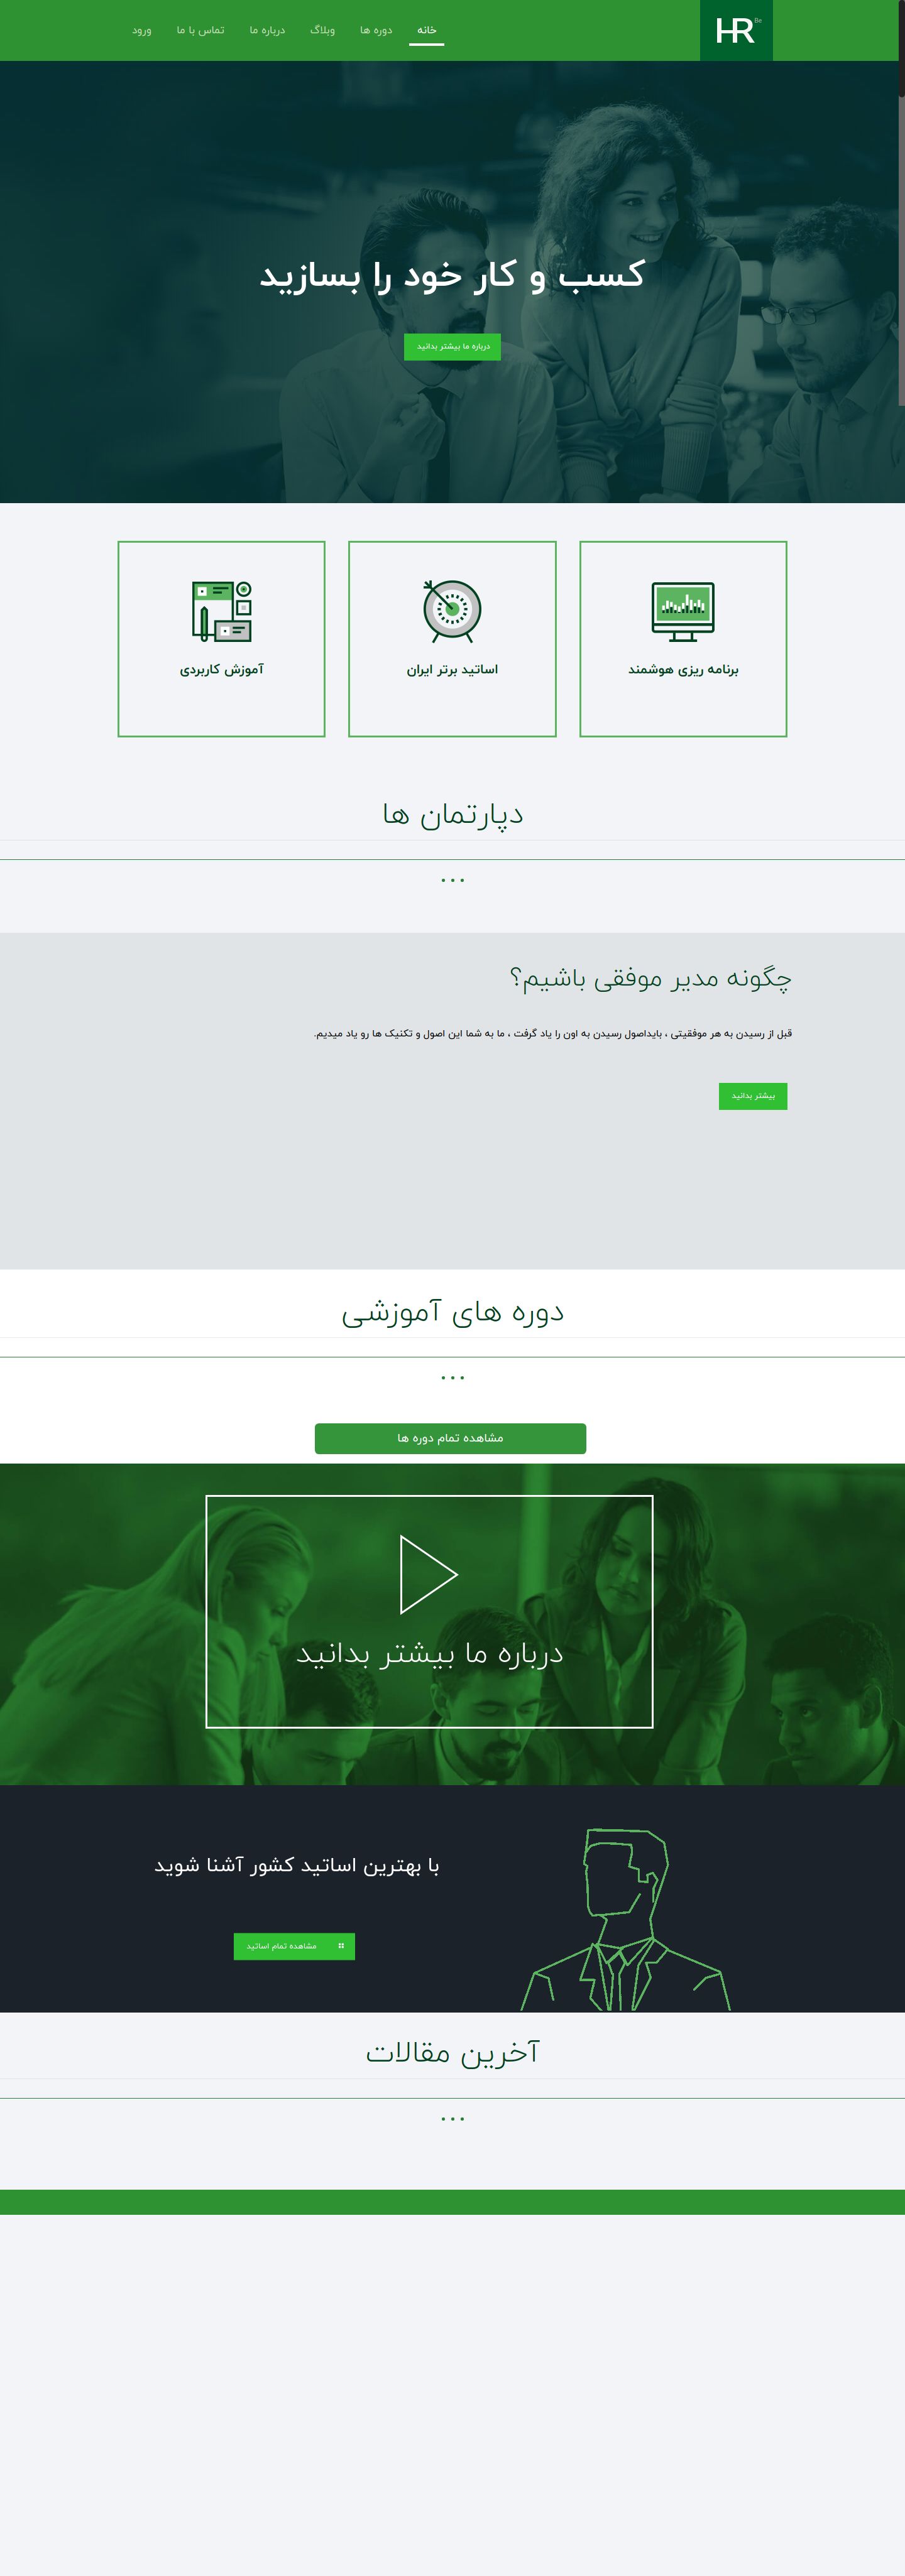 HR Be
خانه
دوره ها
وبلاگ
درباره ما
تماس با ما
ورود
کسب و کار خود را بسازید
درباره ما بیشتر بدانید
برنامه ریزی هوشمند
اساتید برتر ایران
آموزش کاربردی
دپارتمان ها
چگونه مدیر موفقی باشیم؟
قبل از رسیدن به هر موفقیتی ، بایداصول رسیدن به اون را یاد گرفت ، ما به شما این اصول و تکنیک ها رو یاد میدیم.
بیشتر بدانید
دوره های آموزشی
مشاهده تمام دوره ها
درباره ما بیشتر بدانید
با بهترین اساتید کشور آشنا شوید
مشاهده تمام اساتید
آخرین مقالات